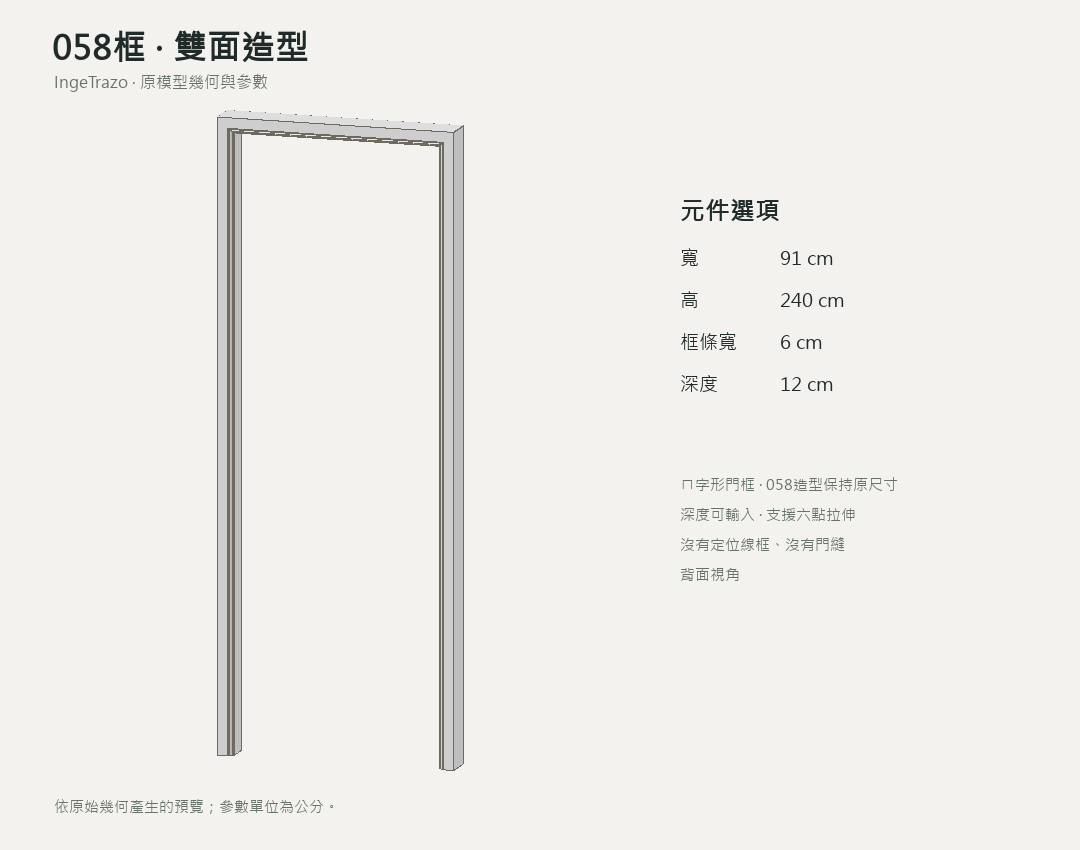 058框 · 雙面造型
IngeTrazo · 原模型幾何與參數
元件選項
寬 91 cm
高 240 cm
框條寬 6 cm
深度 12 cm
ㄇ字形門框 · 058造型保持原尺寸
深度可輸入 · 支援六點拉伸
沒有定位線框、沒有門縫
背面視角
依原始幾何產生的預覽；參數單位為公分。